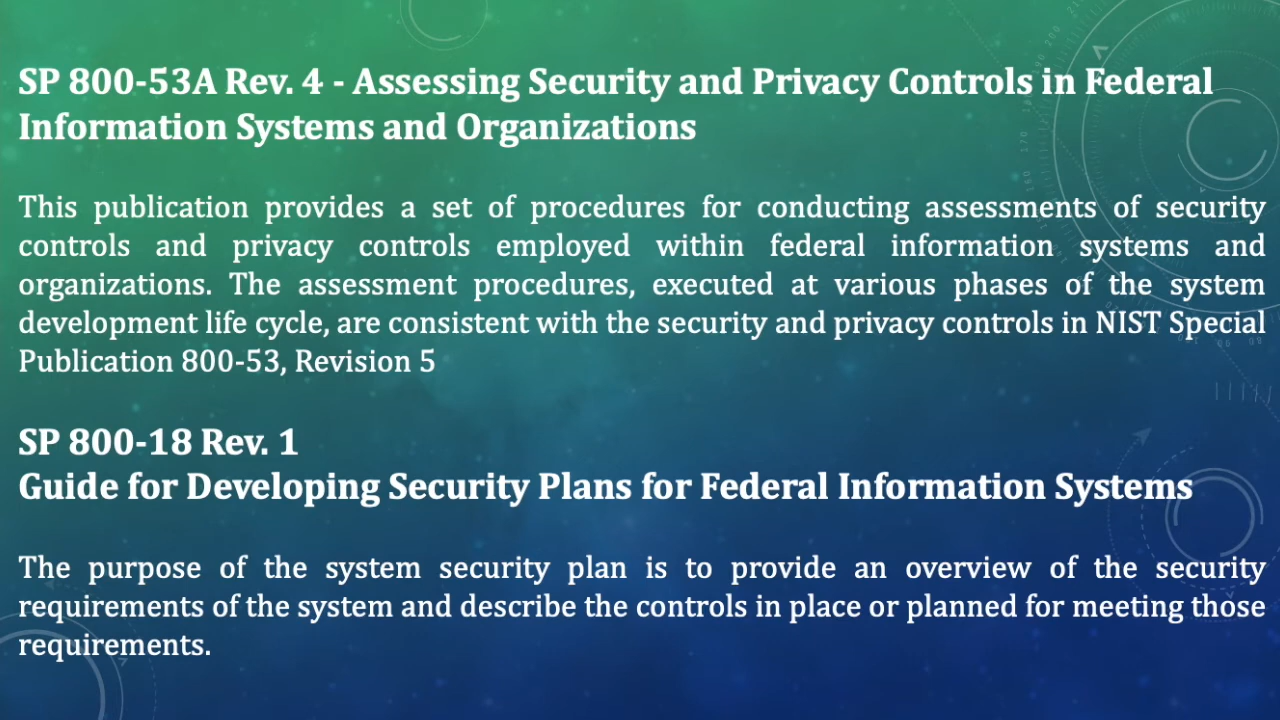 SP 800-53A Rev. 4 - Assessing Security and Privacy Controls in Federal
Information Systems and Organizations
This publication provides a set of procedures for conducting assessments of security
controls and privacy controls employed within federal information systems and
organizations. The assessment procedures, executed at various phases of the system
development life cycle, are consistent with the security and privacy controls in NIST Special
Publication 800-53, Revision 5
SP 800-18 Rev. 1
Guide for Developing Security Plans for Federal Information Systems
The purpose of the system security plan is to provide an overview of the security
requirements of the system and describe the controls in place or planned for meeting those
requirements.